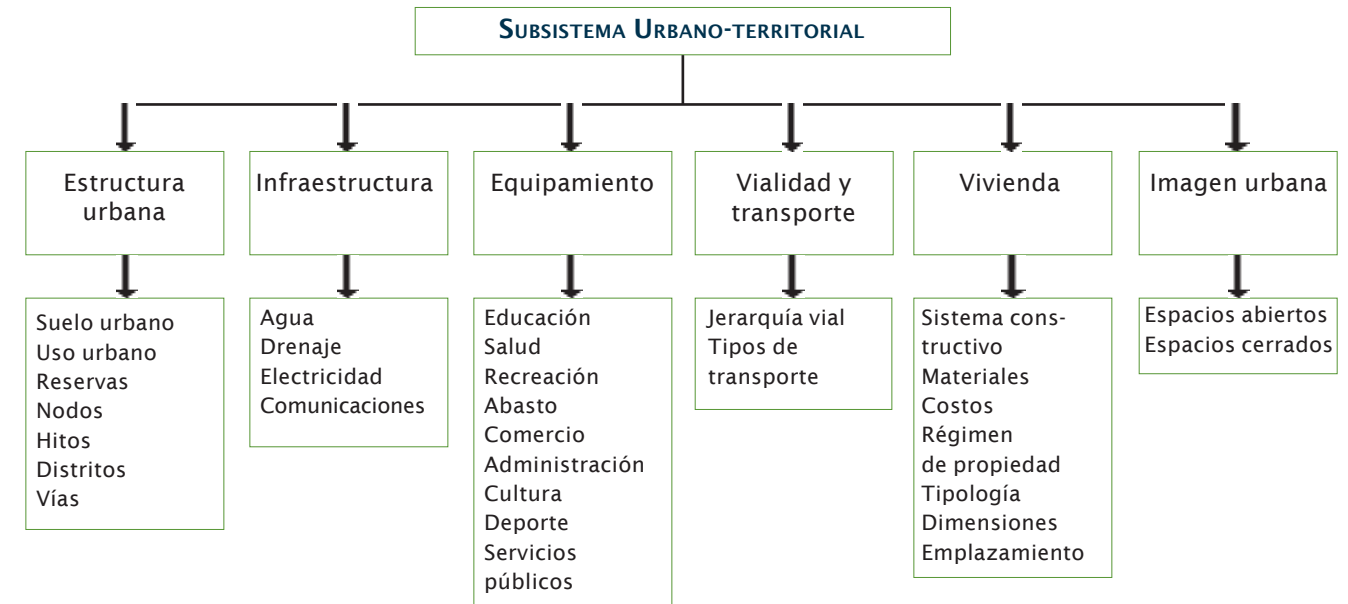 Subsistema Urbano-territorial
Estructura
urbana
Infraestructura
Equipamiento
Vialidad y
transporte
Vivienda
Imagen urbana
Suelo urbano
Uso urbano
Reservas
Nodos
Hitos
Distritos
Vías
Agua
Drenaje
Electricidad
Comunicaciones
Educación
Salud
Recreación
Abasto
Comercio
Administración
Cultura
Deporte
Servicios
públicos
Jerarquía vial
Tipos de
transporte
Sistema cons-
tructivo
Materiales
Costos
Régimen
de propiedad
Tipología
Dimensiones
Emplazamiento
Espacios abiertos
Espacios cerrados